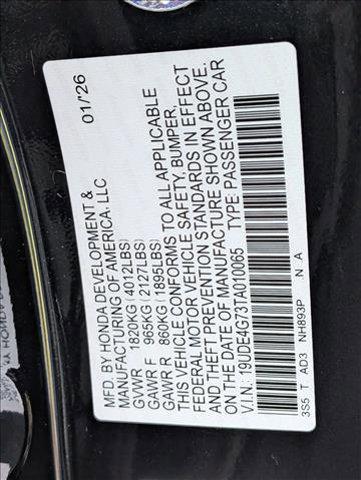 MFD. BY HONDA DEVELOPMENT & 01/'26
MANUFACTURING OF AMERICA, LLC
GVWR 1820KG (4012LBS)
GAWR F 965KG (2127LBS)
GAWR R 860KG (1895LBS)
THIS VEHICLE CONFORMS TO ALL APPLICABLE
FEDERAL MOTOR VEHICLE SAFETY, BUMPER,
AND THEFT PREVENTION STANDARDS IN EFFECT
ON THE DATE OF MANUFACTURE SHOWN ABOVE.
V.I.N.: 19UDE4G73TA010065 TYPE: PASSENGER CAR
3S5 T AD3 NH893P N A